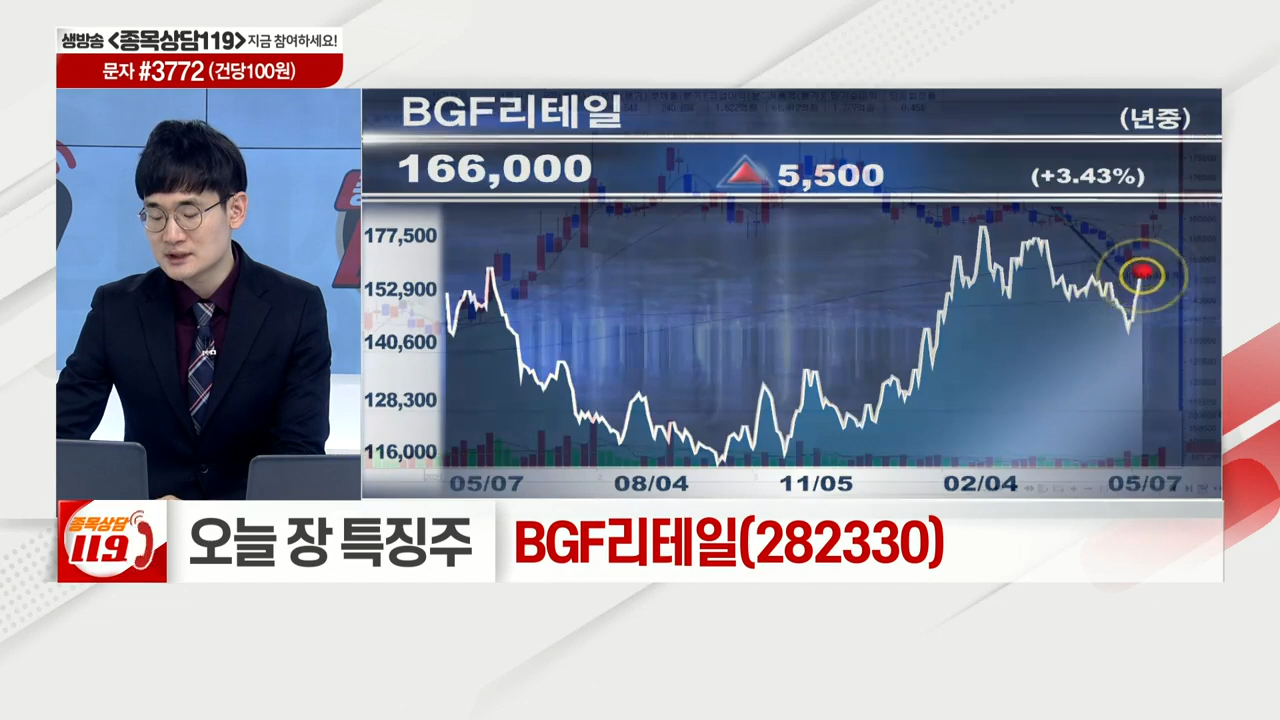 생방송 <종목상담119> 지금 참여하세요!
문자 #3772 (건당100원)
BGF리테일
(년중)
166,000
5,500
(+3.43%)
177,500
152,900
140,600
128,300
116,000
05/07 08/04 11/05 02/04 05/07
종목상담
119
오늘 장 특징주
BGF리테일(282330)